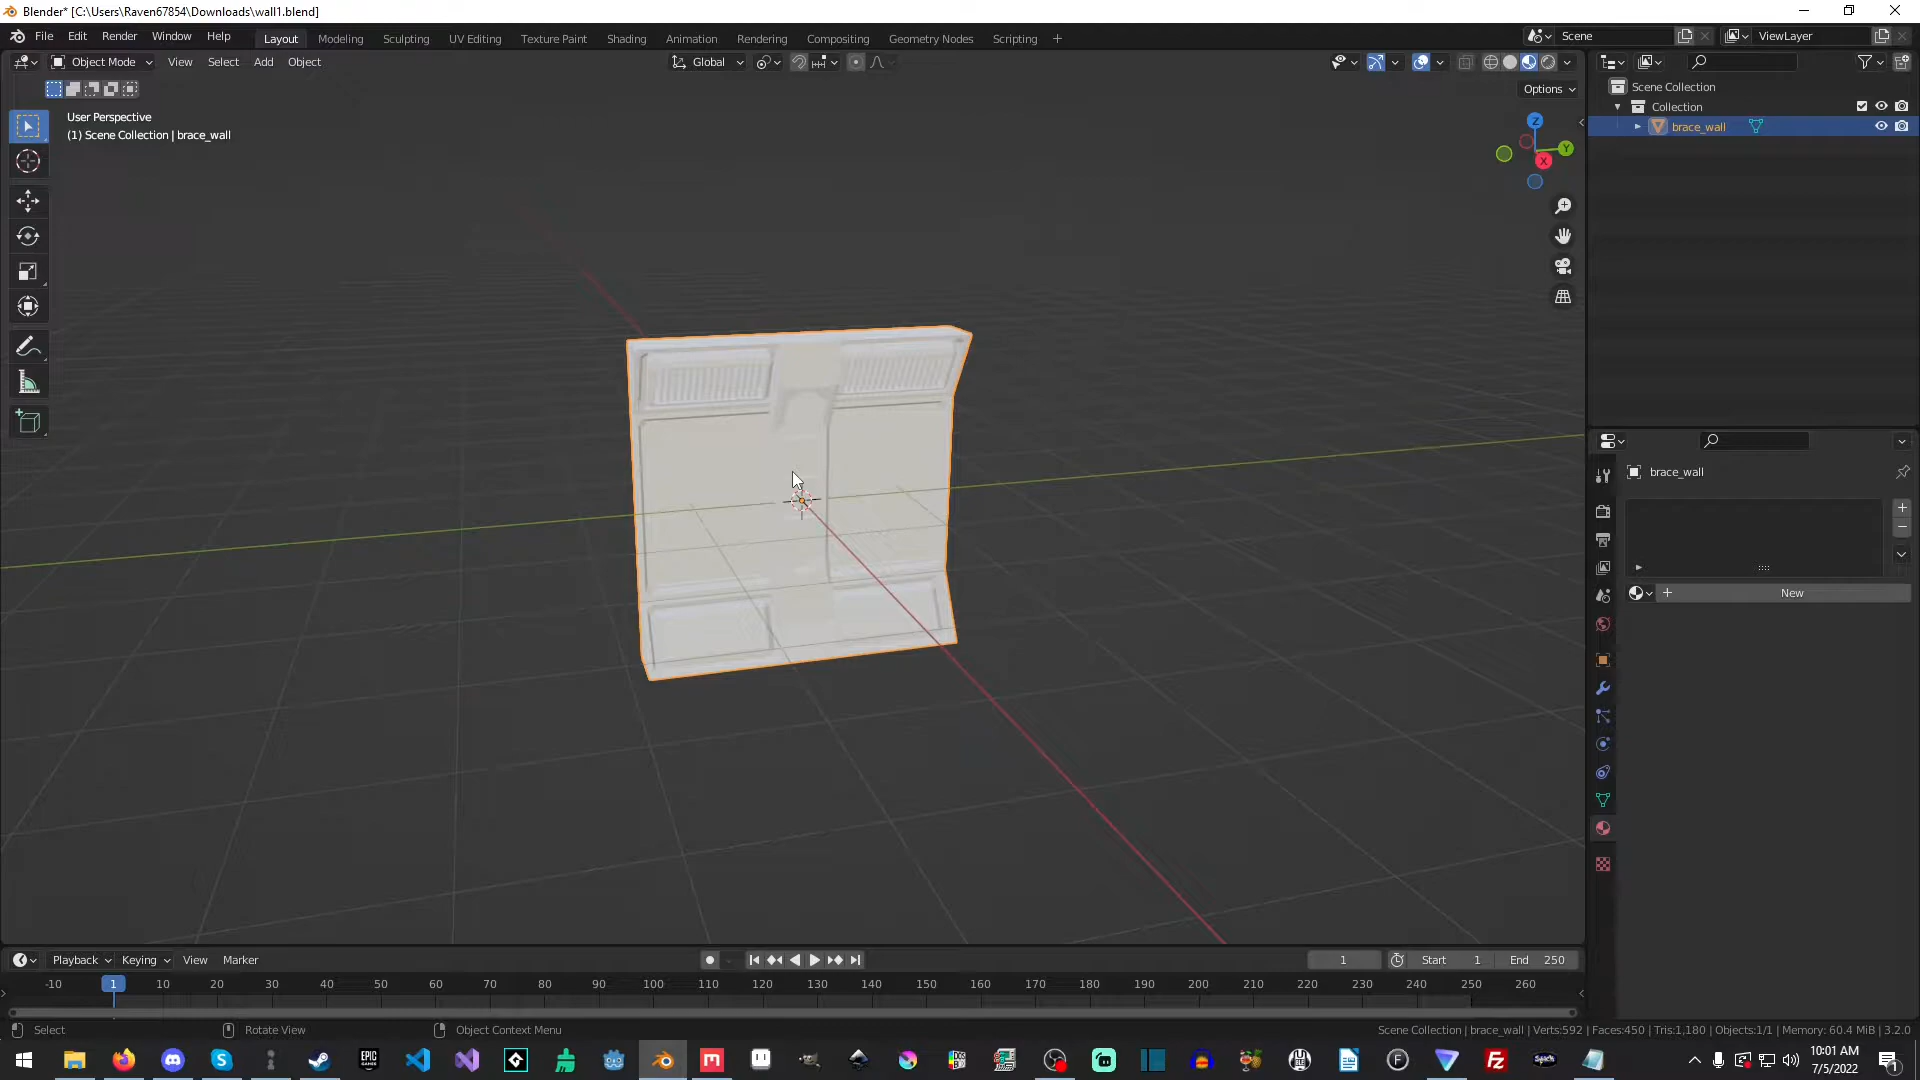 Blender* [C:\Users\Raven67854\Downloads\wall1.blend]
File Edit Render Window Help Layout Modeling Sculpting UV Editing Texture Paint Shading Animation Rendering Compositing Geometry Nodes Scripting + Scene ViewLayer
Object Mode View Select Add Object Global
Options
User Perspective
(1) Scene Collection | brace_wall
Z
Y
X
Scene Collection
Collection
brace_wall
brace_wall
New
Playback Keying View Marker 1 Start 1 End 250
-10 1 10 20 30 40 50 60 70 80 90 100 110 120 130 140 150 160 170 180 190 200 210 220 230 240 250 260
Select Rotate View Object Context Menu Scene Collection | brace_wall | Verts:592 | Faces:450 | Tris:1,180 | Objects:1/1 | Memory: 60.4 MiB | 3.2.0
EPIC GAMES
10:01 AM
7/5/2022